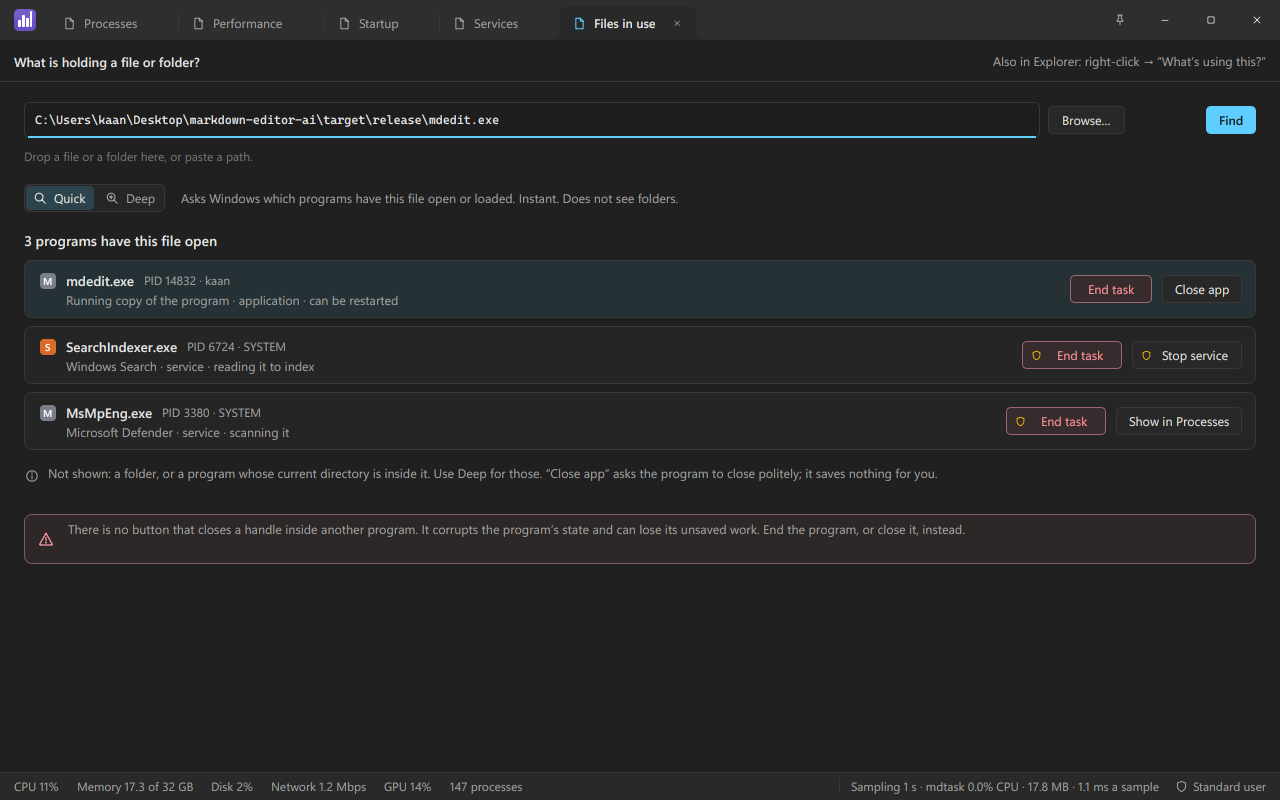 Processes
Performance
Startup
Services
Files in use
What is holding a file or folder?
Also in Explorer: right-click → “What’s using this?”
C:\Users\kaan\Desktop\markdown-editor-ai\target\release\mdedit.exe
Browse...
Find
Drop a file or a folder here, or paste a path.
Quick
Deep
Asks Windows which programs have this file open or loaded. Instant. Does not see folders.
3 programs have this file open
M
mdedit.exe PID 14832 · kaan
End task
Close app
Running copy of the program · application · can be restarted
S
SearchIndexer.exe PID 6724 · SYSTEM
End task
Stop service
Windows Search · service · reading it to index
M
MsMpEng.exe PID 3380 · SYSTEM
End task
Show in Processes
Microsoft Defender · service · scanning it
Not shown: a folder, or a program whose current directory is inside it. Use Deep for those. “Close app” asks the program to close politely; it saves nothing for you.
There is no button that closes a handle inside another program. It corrupts the program’s state and can lose its unsaved work. End the program, or close it, instead.
CPU 11%
Memory 17.3 of 32 GB
Disk 2%
Network 1.2 Mbps
GPU 14%
147 processes
Sampling 1 s · mdtask 0.0% CPU · 17.8 MB · 1.1 ms a sample
Standard user